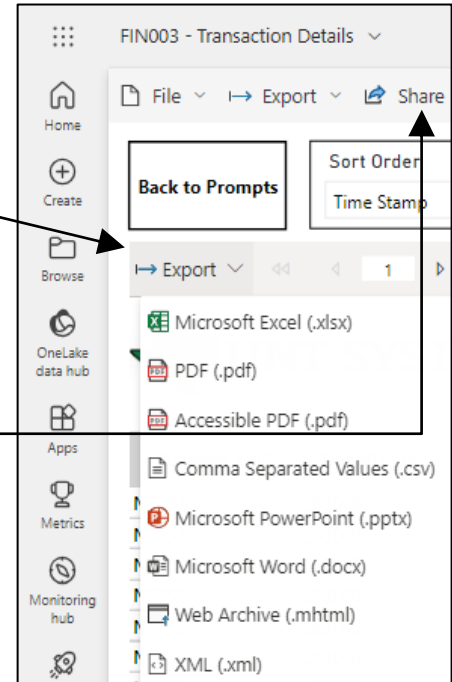 FIN003 - Transaction Details
Home
Create
Browse
OneLake
data hub
Apps
Metrics
Monitoring
hub
File Export Share
Back to Prompts
Sort Order
Time Stamp
Export 1
Microsoft Excel (.xlsx)
PDF (.pdf)
Accessible PDF (.pdf)
Comma Separated Values (.csv)
Microsoft PowerPoint (.pptx)
Microsoft Word (.docx)
Web Archive (.mhtml)
XML (.xml)